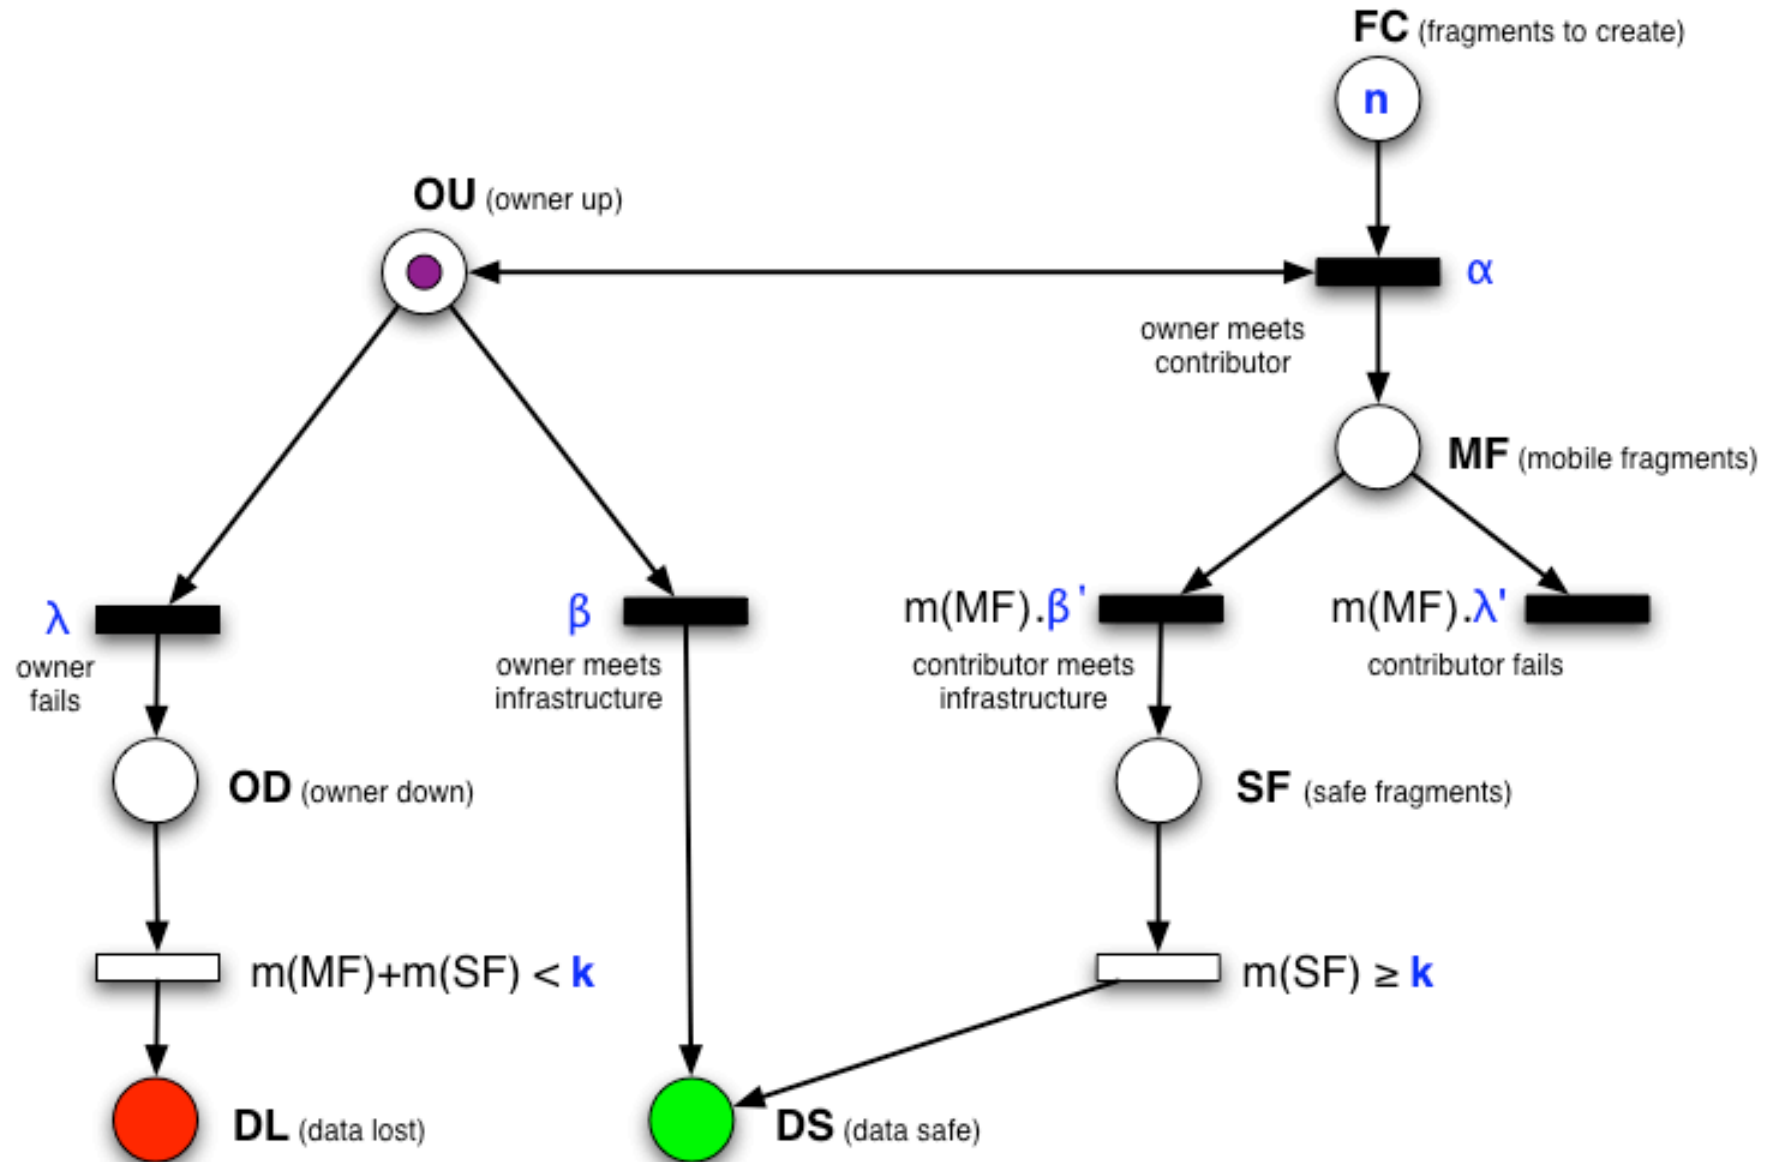 FC (fragments to create)
n
OU (owner up)
α
owner meets
contributor
MF (mobile fragments)
λ
owner
fails
β
owner meets
infrastructure
m(MF).β'
contributor meets
infrastructure
m(MF).λ'
contributor fails
OD (owner down)
SF (safe fragments)
m(MF)+m(SF) < k
m(SF) ≥ k
DL (data lost)
DS (data safe)